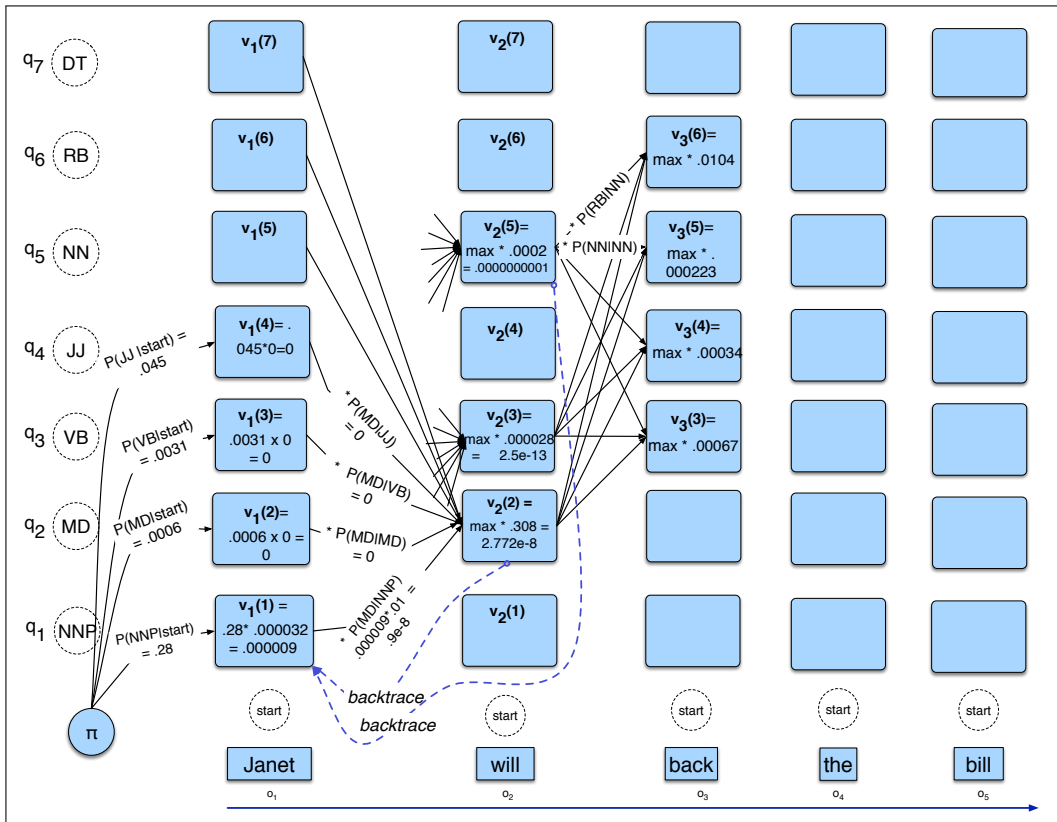 q7 DT
v1(7)
v2(7)
q6 RB
v1(6)
v2(6)
v3(6)=
max * .0104
* P(RB|NN)
q5 NN
v1(5)
v2(5)=
max * .0002
= .0000000001
* P(NN|NN)
v3(5)=
max * .
000223
q4 JJ
P(JJ |start) =
.045
v1(4)= .
045*0=0
* P(MD|JJ)
= 0
v2(4)
v3(4)=
max * .00034
q3 VB
P(VB|start)
= .0031
v1(3)=
.0031 x 0
= 0
* P(MD|VB)
= 0
v2(3)=
max * .000028
= 2.5e-13
v3(3)=
max * .00067
q2 MD
P(MD|start)
= .0006
v1(2)=
.0006 x 0 =
0
* P(MD|MD)
= 0
v2(2) =
max * .308 =
2.772e-8
q1 NNP
P(NNP|start)
= .28
v1(1) =
.28* .000032
= .000009
* P(MD|NNP)
.000009*.01 =
.9e-8
v2(1)
backtrace
backtrace
π
start
start
start
start
start
Janet
will
back
the
bill
o1
o2
o3
o4
o5